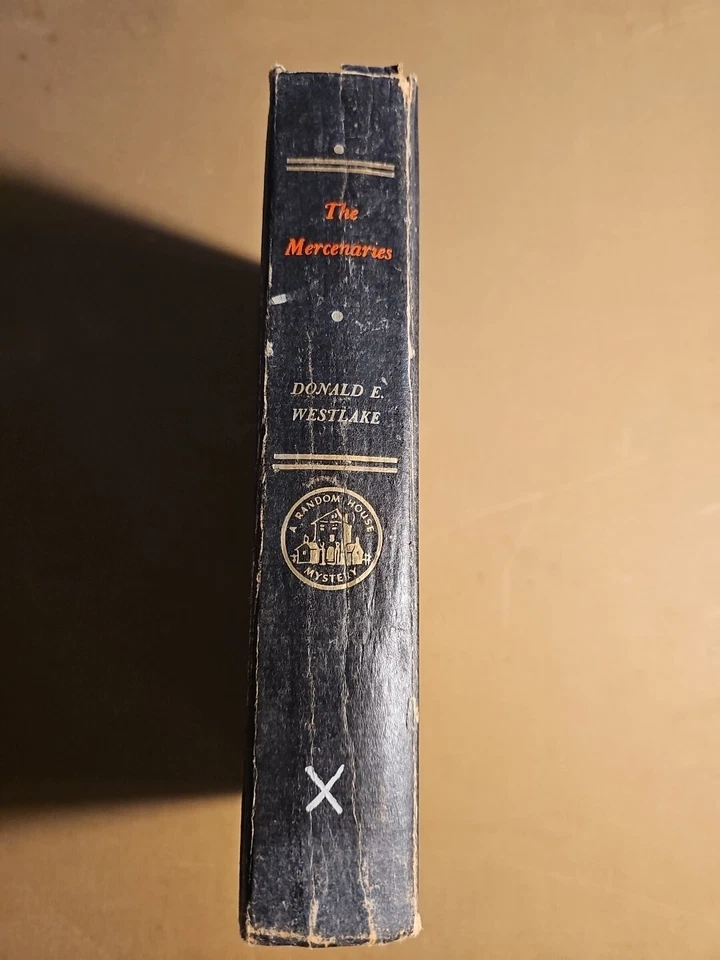 The
Mercenaries
DONALD E.
WESTLAKE
A RANDOM HOUSE
MYSTERY
X